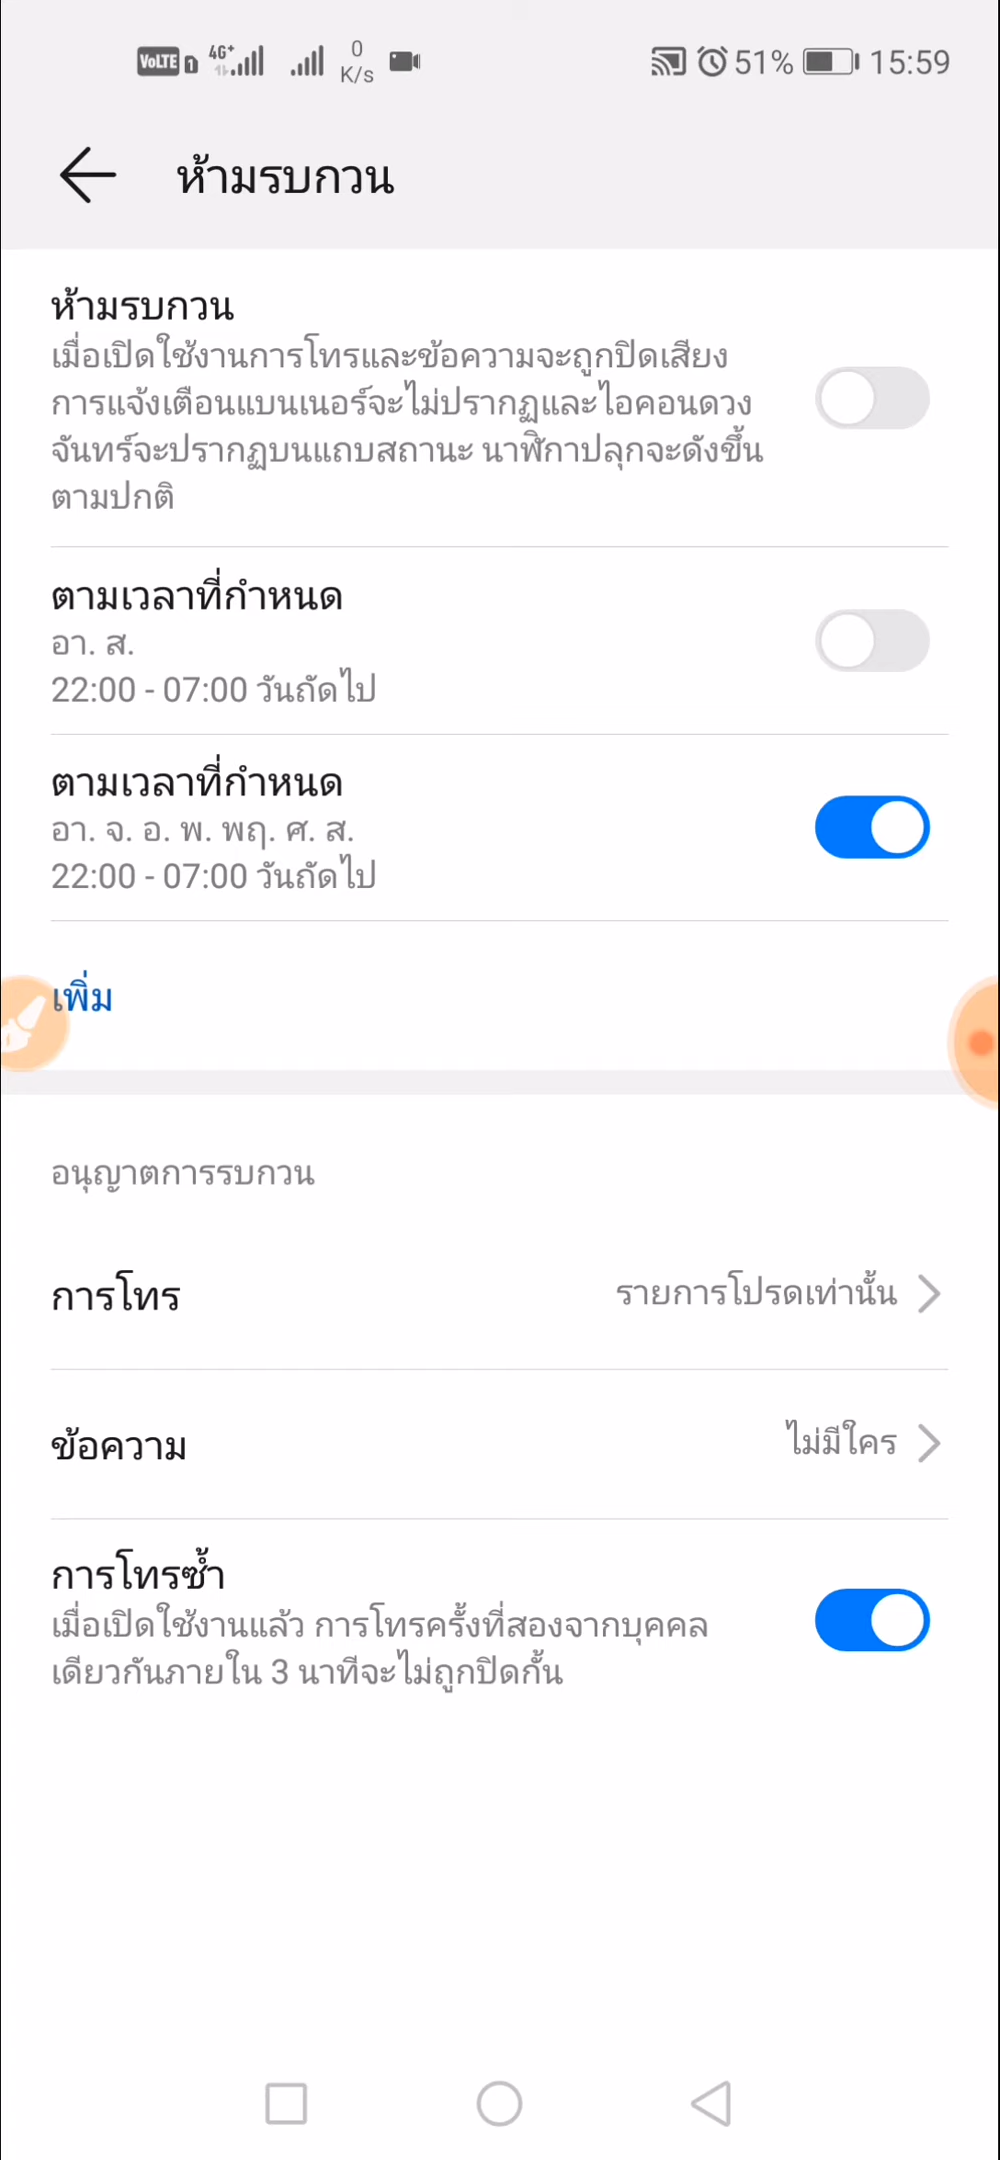 VoLTE 1 4G+ 0 K/s 51% 15:59
ห้ามรบกวน
ห้ามรบกวน
เมื่อเปิดใช้งานการโทรและข้อความจะถูกปิดเสียง
การแจ้งเตือนแบนเนอร์จะไม่ปรากฏและไอคอนดวง
จันทร์จะปรากฏบนแถบสถานะ นาฬิกาปลุกจะดังขึ้น
ตามปกติ
ตามเวลาที่กำหนด
อา. ส.
22:00 - 07:00 วันถัดไป
ตามเวลาที่กำหนด
อา. จ. อ. พ. พฤ. ศ. ส.
22:00 - 07:00 วันถัดไป
เพิ่ม
อนุญาตการรบกวน
การโทร รายการโปรดเท่านั้น
ข้อความ ไม่มีใคร
การโทรซ้ำ
เมื่อเปิดใช้งานแล้ว การโทรครั้งที่สองจากบุคคล
เดียวกันภายใน 3 นาทีจะไม่ถูกปิดกั้น